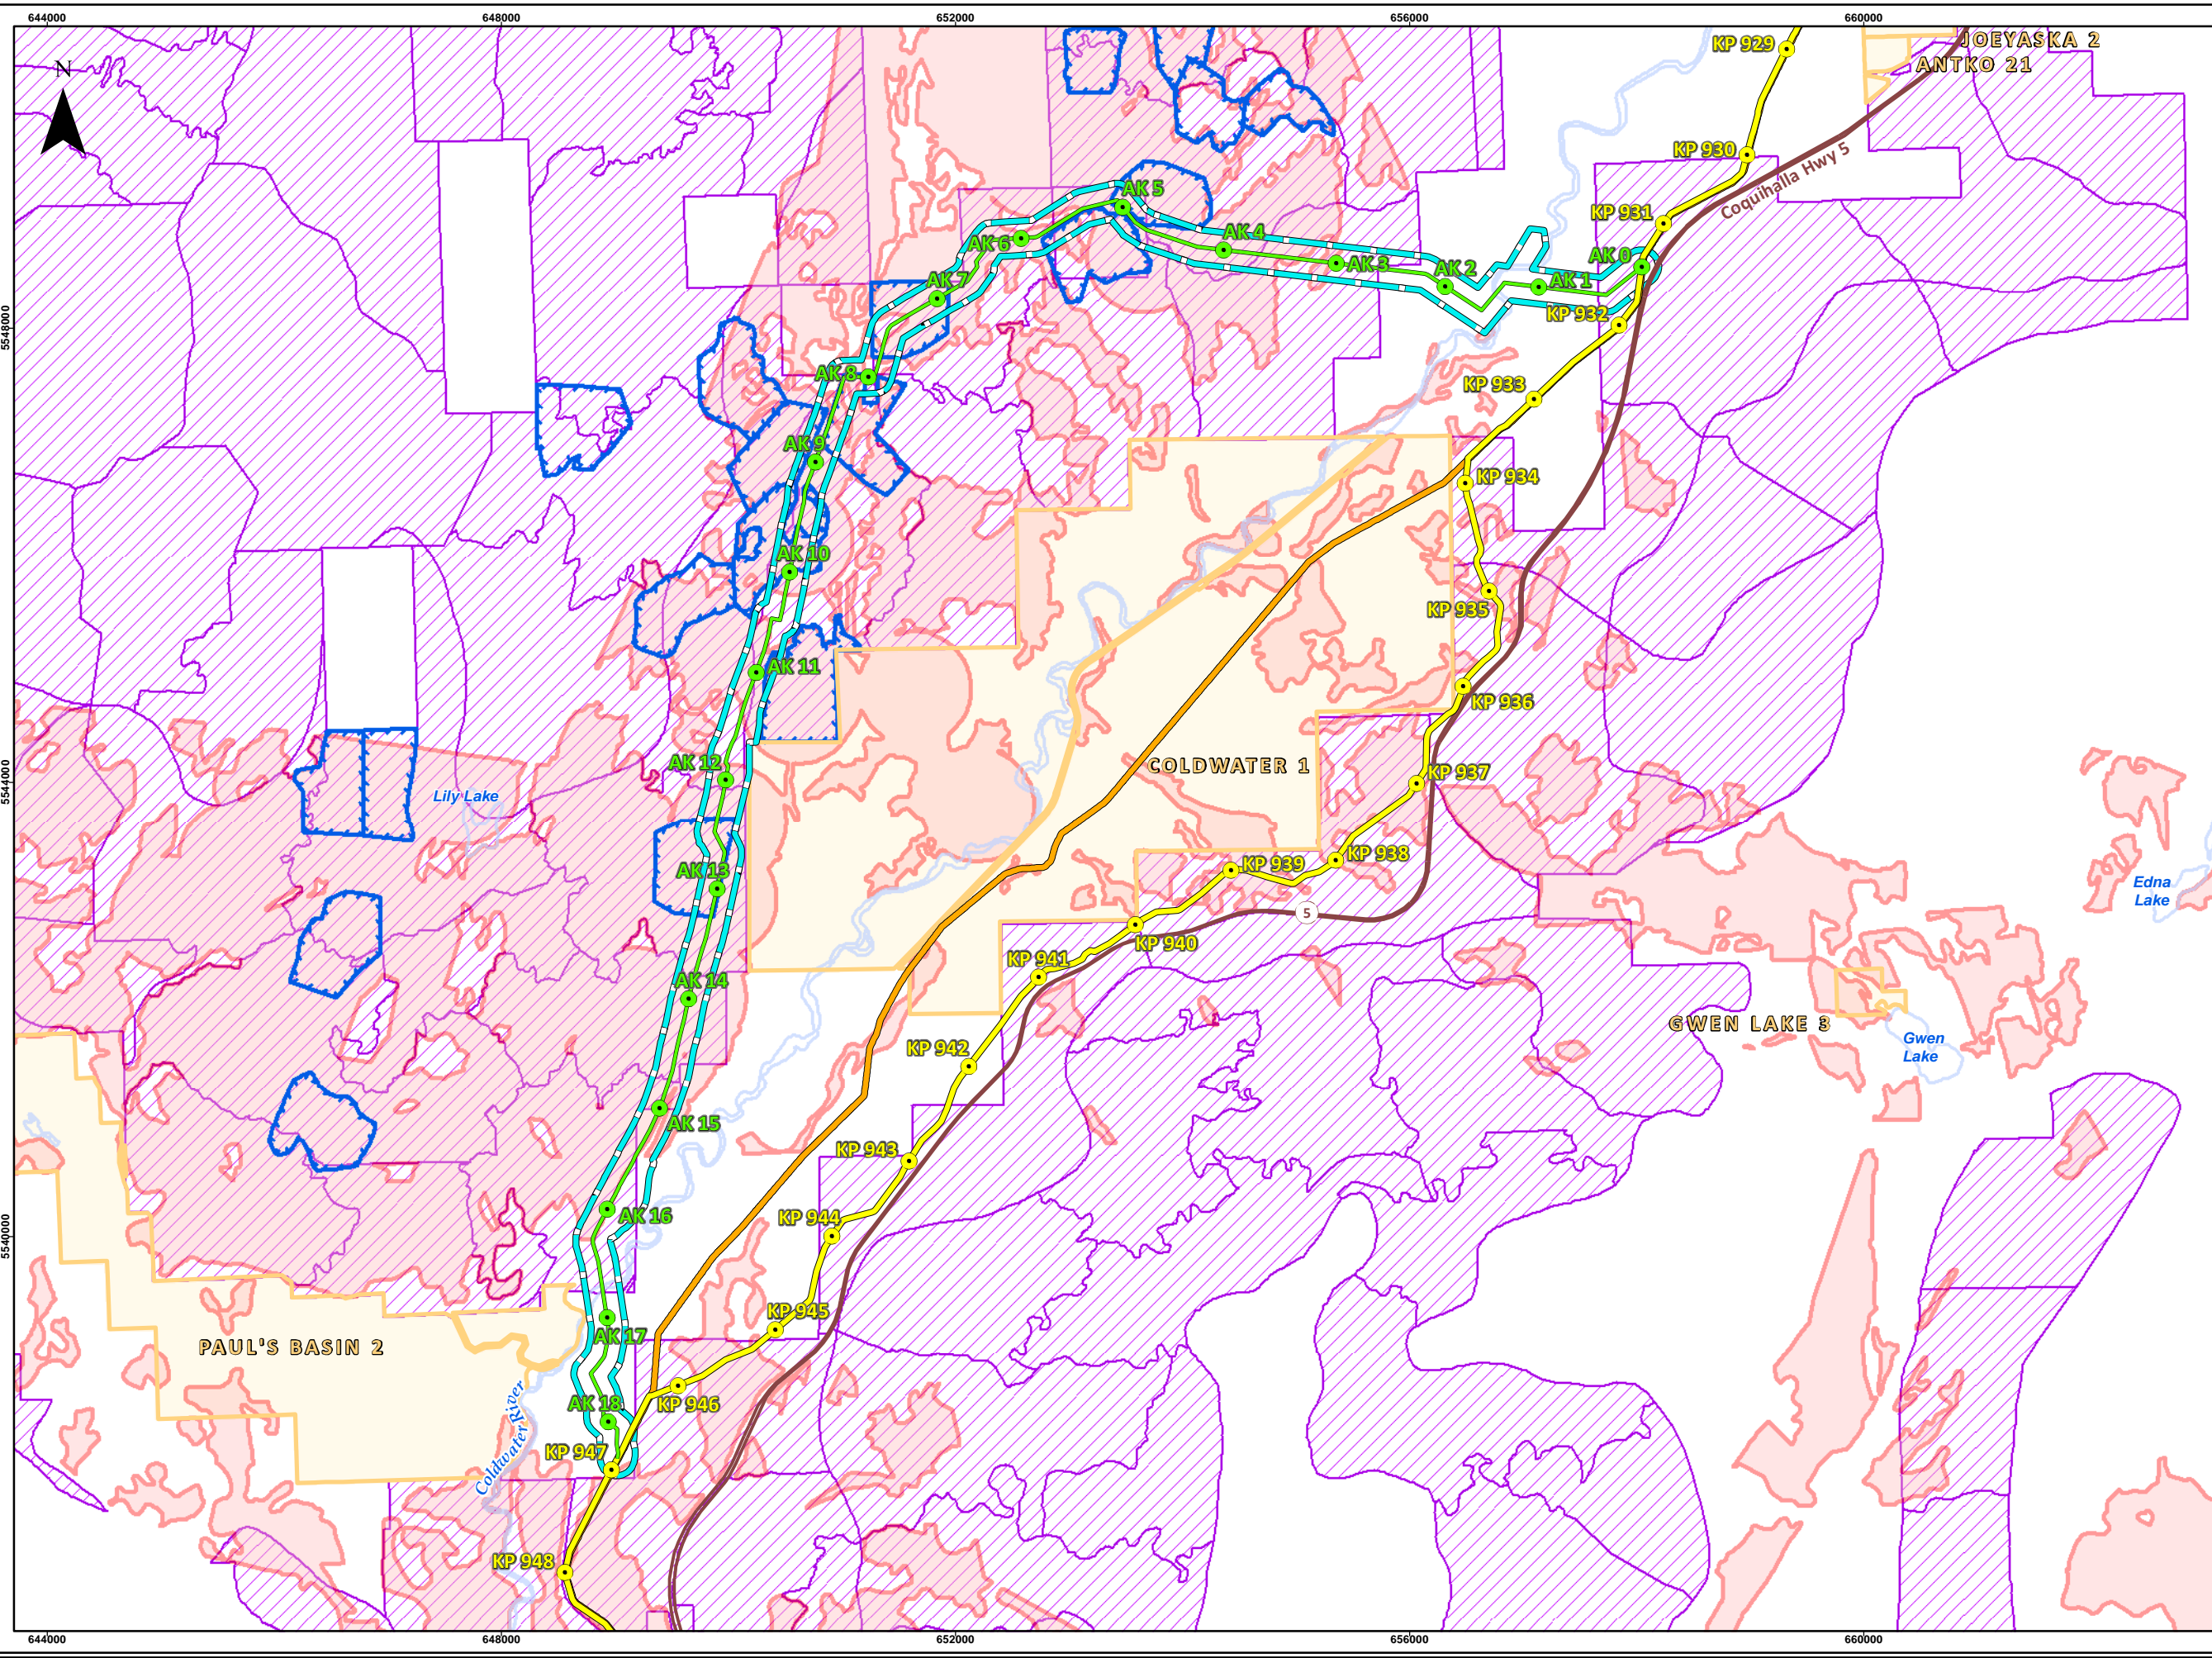 644000
648000
652000
656000
660000
N
KP 929
JOEYASKA 2
ANTKO 21
KP 930
Coquihalla Hwy 5
AK 5
KP 931
AK 4
AK 6
AK 0
AK 3
AK 2
AK 7
AK 1
KP 932
5548000
AK 8
KP 933
AK 9
KP 934
AK 10
KP 935
AK 11
KP 936
AK 12
COLDWATER 1
KP 937
5544000
Lily Lake
KP 938
KP 939
AK 13
Edna
Lake
5
KP 940
KP 941
AK 14
GWEN LAKE 3
Gwen
Lake
KP 942
AK 15
KP 943
AK 16
KP 944
5540000
KP 945
AK 17
PAUL'S BASIN 2
AK 18
KP 946
Coldwater River
KP 947
KP 948
644000
648000
652000
656000
660000